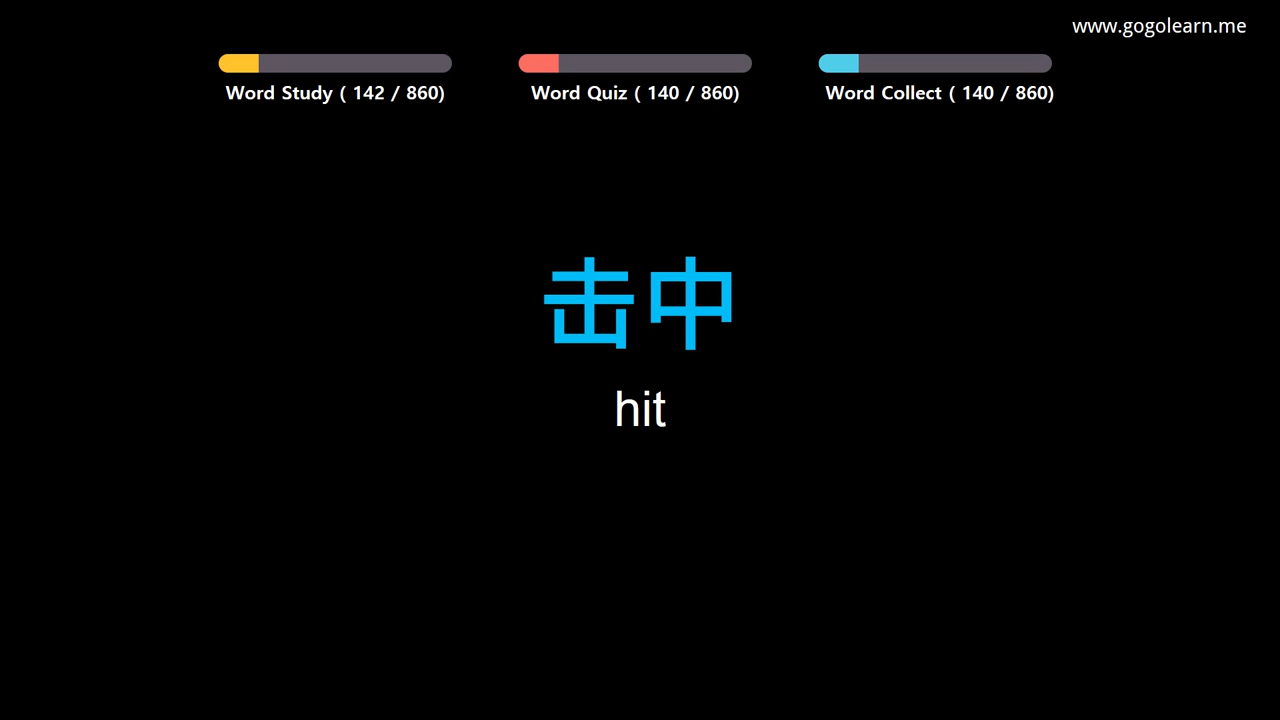 www.gogolearn.me
Word Study ( 142 / 860)
Word Quiz ( 140 / 860)
Word Collect ( 140 / 860)
击中
hit